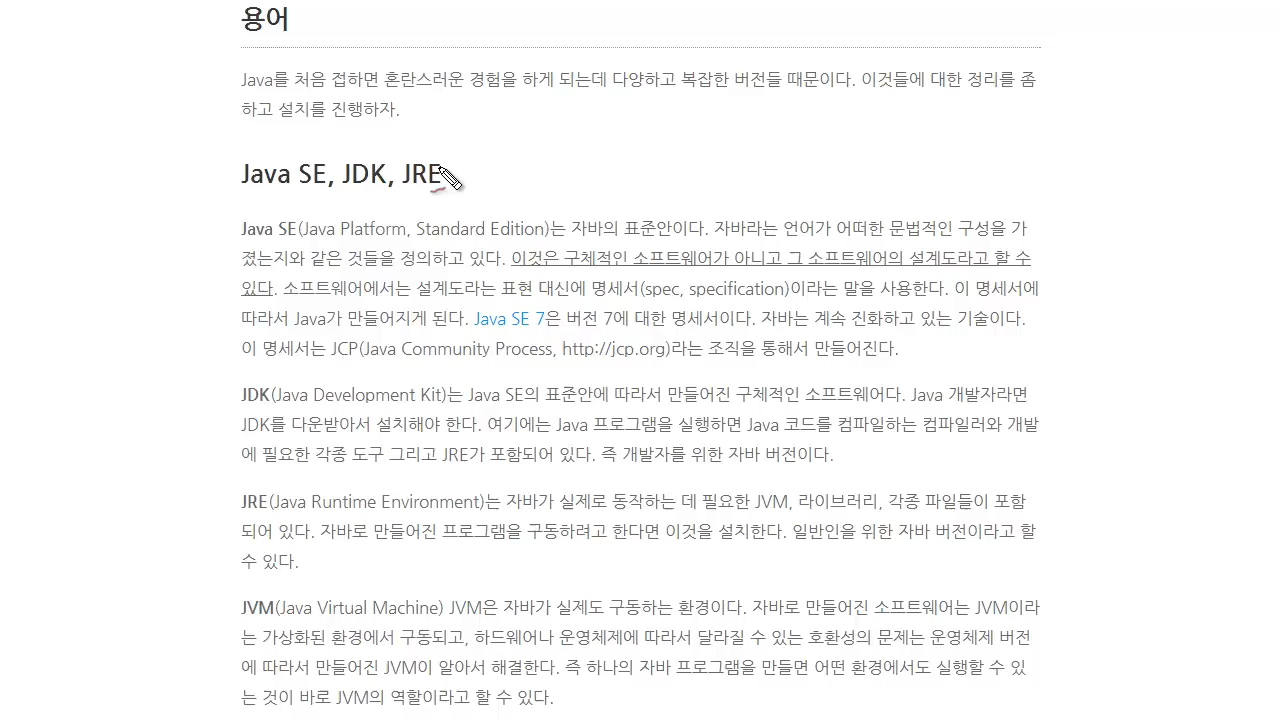 용어
Java를 처음 접하면 혼란스러운 경험을 하게 되는데 다양하고 복잡한 버전들 때문이다. 이것들에 대한 정리를 좀
하고 설치를 진행하자.
Java SE, JDK, JRE
Java SE(Java Platform, Standard Edition)는 자바의 표준안이다. 자바라는 언어가 어떠한 문법적인 구성을 가
졌는지와 같은 것들을 정의하고 있다. 이것은 구체적인 소프트웨어가 아니고 그 소프트웨어의 설계도라고 할 수
있다. 소프트웨어에서는 설계도라는 표현 대신에 명세서(spec, specification)이라는 말을 사용한다. 이 명세서에
따라서 Java가 만들어지게 된다. Java SE 7은 버전 7에 대한 명세서이다. 자바는 계속 진화하고 있는 기술이다.
이 명세서는 JCP(Java Community Process, http://jcp.org)라는 조직을 통해서 만들어진다.
JDK(Java Development Kit)는 Java SE의 표준안에 따라서 만들어진 구체적인 소프트웨어다. Java 개발자라면
JDK를 다운받아서 설치해야 한다. 여기에는 Java 프로그램을 실행하면 Java 코드를 컴파일하는 컴파일러와 개발
에 필요한 각종 도구 그리고 JRE가 포함되어 있다. 즉 개발자를 위한 자바 버전이다.
JRE(Java Runtime Environment)는 자바가 실제로 동작하는 데 필요한 JVM, 라이브러리, 각종 파일들이 포함
되어 있다. 자바로 만들어진 프로그램을 구동하려고 한다면 이것을 설치한다. 일반인을 위한 자바 버전이라고 할
수 있다.
JVM(Java Virtual Machine) JVM은 자바가 실제도 구동하는 환경이다. 자바로 만들어진 소프트웨어는 JVM이라
는 가상화된 환경에서 구동되고, 하드웨어나 운영체제에 따라서 달라질 수 있는 호환성의 문제는 운영체제 버전
에 따라서 만들어진 JVM이 알아서 해결한다. 즉 하나의 자바 프로그램을 만들면 어떤 환경에서도 실행할 수 있
는 것이 바로 JVM의 역할이라고 할 수 있다.